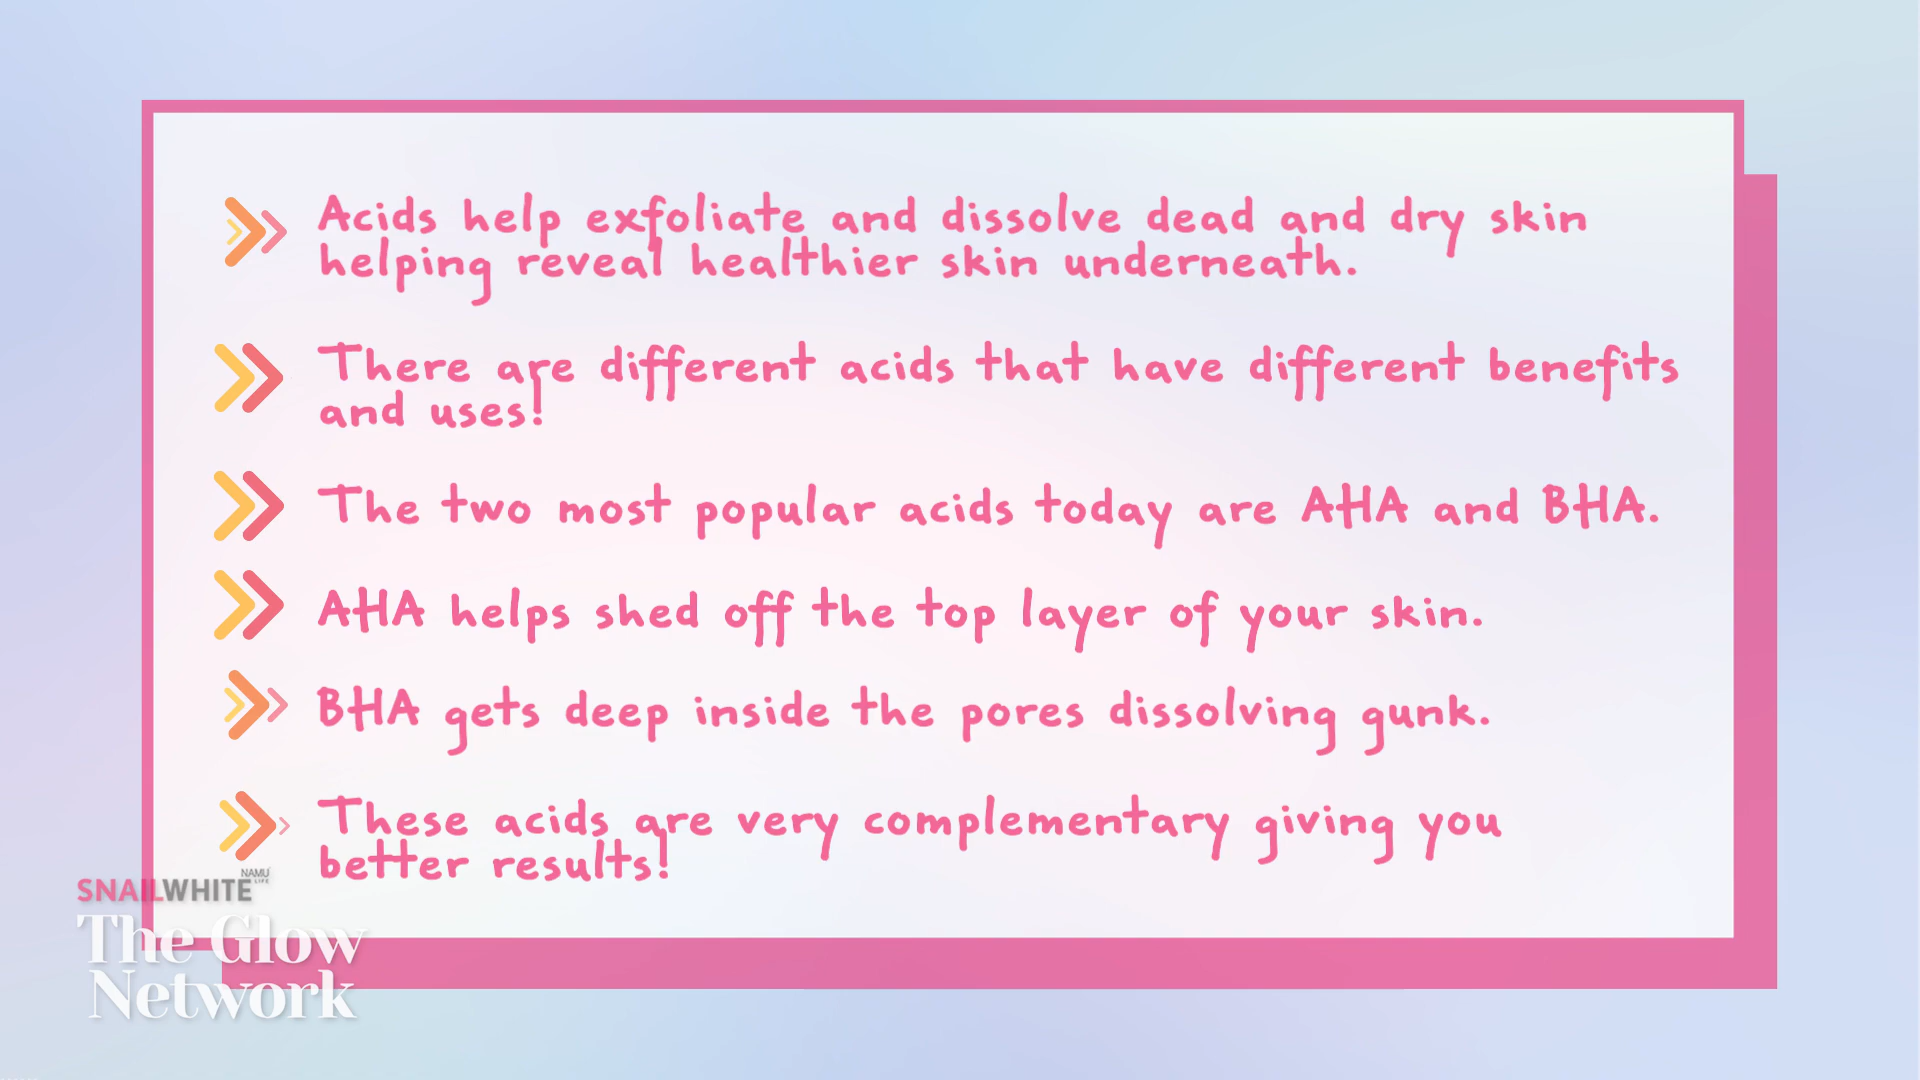 Acids help exfoliate and dissolve dead and dry skin
helping reveal healthier skin underneath.
There are different acids that have different benefits
and uses!
The two most popular acids today are AHA and BHA.
AHA helps shed off the top layer of your skin.
BHA gets deep inside the pores dissolving gunk.
These acids are very complementary giving you
better results!
NAMU
LIFE
SNAILWHITE
The Glow
Network